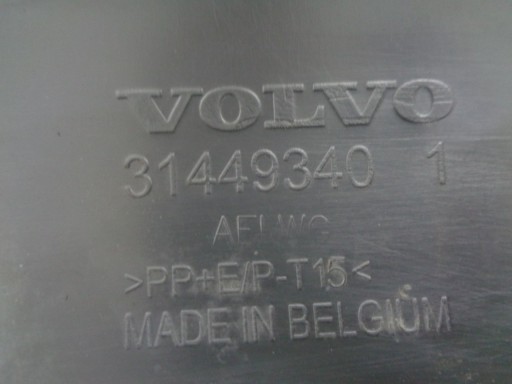 VOLVO
31449340 1
>PP+E/P-T15<
MADE IN BELGIUM